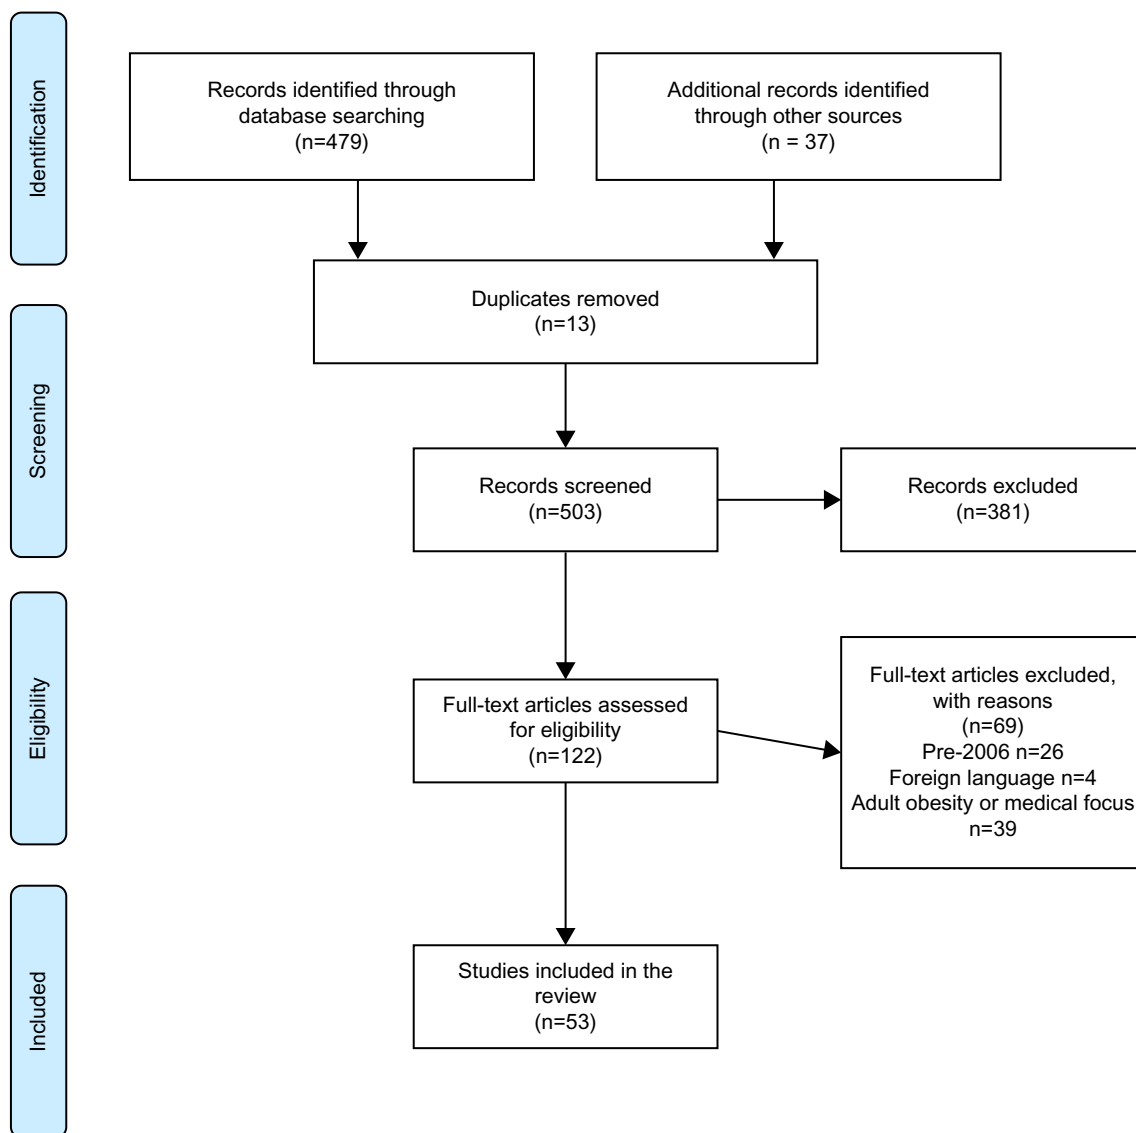 Identification
Records identified through
database searching
(n=479)
Additional records identified
through other sources
(n = 37)
Duplicates removed
(n=13)
Screening
Records screened
(n=503)
Records excluded
(n=381)
Eligibility
Full-text articles assessed
for eligibility
(n=122)
Full-text articles excluded,
with reasons
(n=69)
Pre-2006 n=26
Foreign language n=4
Adult obesity or medical focus
n=39
Included
Studies included in the
review
(n=53)